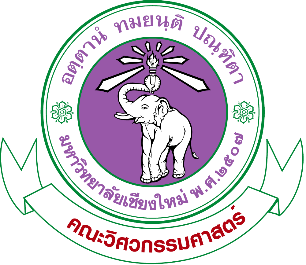 อตฺตานํ ทมยนฺติ ปณฺฑิตา
มหาวิทยาลัยเชียงใหม่ พ.ศ.๒๕๐๗
คณะวิศวกรรมศาสตร์